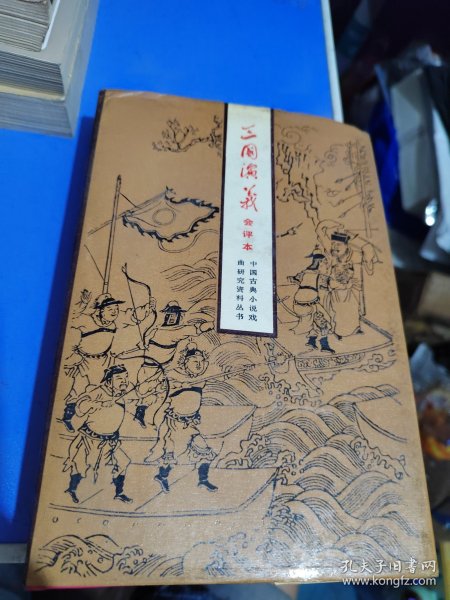 三国演义
会评本
中国古典小说戏
曲研究资料丛书
孔夫子旧书网
www.kongfz.com